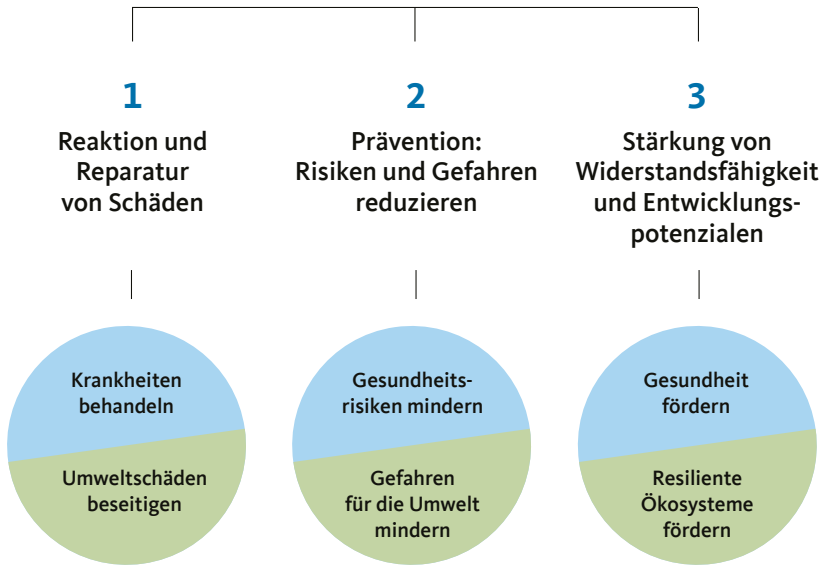 1
Reaktion und
Reparatur
von Schäden
Krankheiten
behandeln
Umweltschäden
beseitigen
2
Prävention:
Risiken und Gefahren
reduzieren
Gesundheits-
risiken mindern
Gefahren
für die Umwelt
mindern
3
Stärkung von
Widerstandsfähigkeit
und Entwicklungs-
potenzialen
Gesundheit
fördern
Resiliente
Ökosysteme
fördern